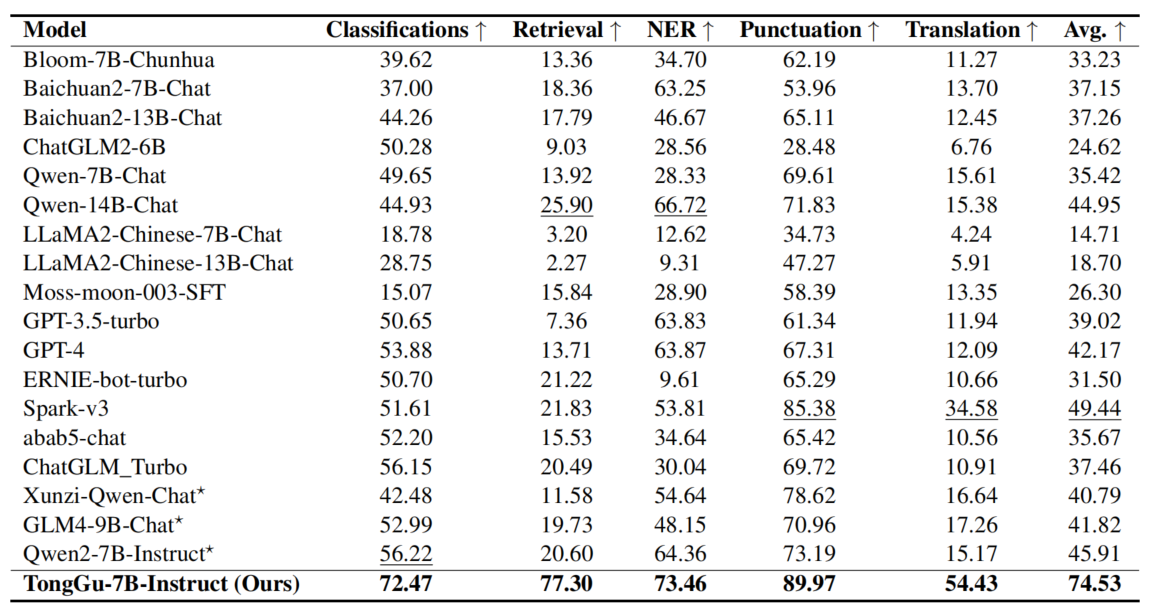 Model Classifications ↑ Retrieval ↑ NER ↑ Punctuation ↑ Translation ↑ Avg. ↑
Bloom-7B-Chunhua 39.62 13.36 34.70 62.19 11.27 33.23
Baichuan2-7B-Chat 37.00 18.36 63.25 53.96 13.70 37.15
Baichuan2-13B-Chat 44.26 17.79 46.67 65.11 12.45 37.26
ChatGLM2-6B 50.28 9.03 28.56 28.48 6.76 24.62
Qwen-7B-Chat 49.65 13.92 28.33 69.61 15.61 35.42
Qwen-14B-Chat 44.93 25.90 66.72 71.83 15.38 44.95
LLaMA2-Chinese-7B-Chat 18.78 3.20 12.62 34.73 4.24 14.71
LLaMA2-Chinese-13B-Chat 28.75 2.27 9.31 47.27 5.91 18.70
Moss-moon-003-SFT 15.07 15.84 28.90 58.39 13.35 26.30
GPT-3.5-turbo 50.65 7.36 63.83 61.34 11.94 39.02
GPT-4 53.88 13.71 63.87 67.31 12.09 42.17
ERNIE-bot-turbo 50.70 21.22 9.61 65.29 10.66 31.50
Spark-v3 51.61 21.83 53.81 85.38 34.58 49.44
abab5-chat 52.20 15.53 34.64 65.42 10.56 35.67
ChatGLM_Turbo 56.15 20.49 30.04 69.72 10.91 37.46
Xunzi-Qwen-Chat⋆ 42.48 11.58 54.64 78.62 16.64 40.79
GLM4-9B-Chat⋆ 52.99 19.73 48.15 70.96 17.26 41.82
Qwen2-7B-Instruct⋆ 56.22 20.60 64.36 73.19 15.17 45.91
TongGu-7B-Instruct (Ours) 72.47 77.30 73.46 89.97 54.43 74.53